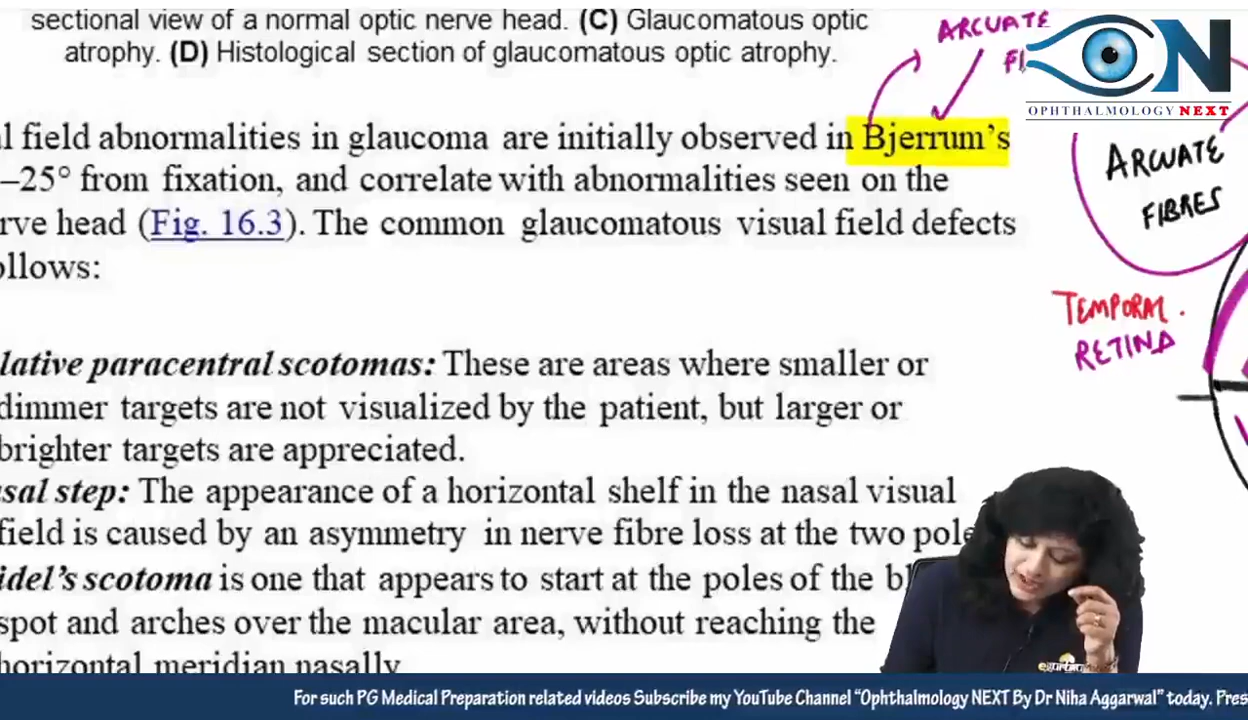 sectional view of a normal optic nerve head. (C) Glaucomatous optic
atrophy. (D) Histological section of glaucomatous optic atrophy.
ARCUATE
ON
OPHTHALMOLOGY NEXT
l field abnormalities in glaucoma are initially observed in Bjerrum's
–25° from fixation, and correlate with abnormalities seen on the
rve head (Fig. 16.3). The common glaucomatous visual field defects
ollows:
ARCUATE
FIBRES
TEMPORAL.
RETINA
lative paracentral scotomas: These are areas where smaller or
dimmer targets are not visualized by the patient, but larger or
brighter targets are appreciated.
sal step: The appearance of a horizontal shelf in the nasal visual
field is caused by an asymmetry in nerve fibre loss at the two pole
idel's scotoma is one that appears to start at the poles of the bl
spot and arches over the macular area, without reaching the
horizontal meridian nasally
For such PG Medical Preparation related videos Subscribe my YouTube Channel “Ophthalmology NEXT By Dr Niha Aggarwal” today. Pres